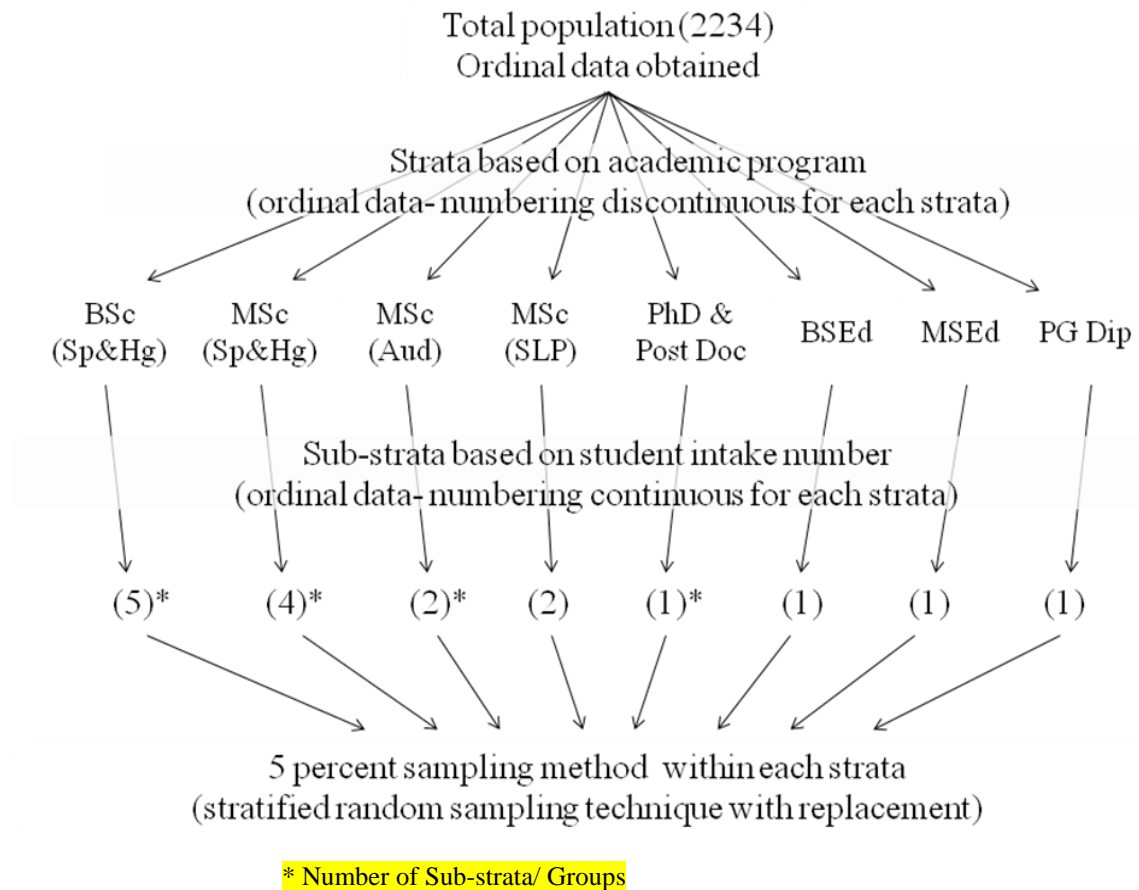 Total population (2234)
Ordinal data obtained
Strata based on academic program
(ordinal data- numbering discontinuous for each strata)
BSc
(Sp&Hg)
MSc
(Sp&Hg)
MSc
(Aud)
MSc
(SLP)
PhD &
Post Doc
BSEd
MSEd
PG Dip
Sub-strata based on student intake number
(ordinal data- numbering continuous for each strata)
(5)*
(4)*
(2)*
(2)
(1)*
(1)
(1)
(1)
5 percent sampling method within each strata
(stratified random sampling technique with replacement)
* Number of Sub-strata/ Groups